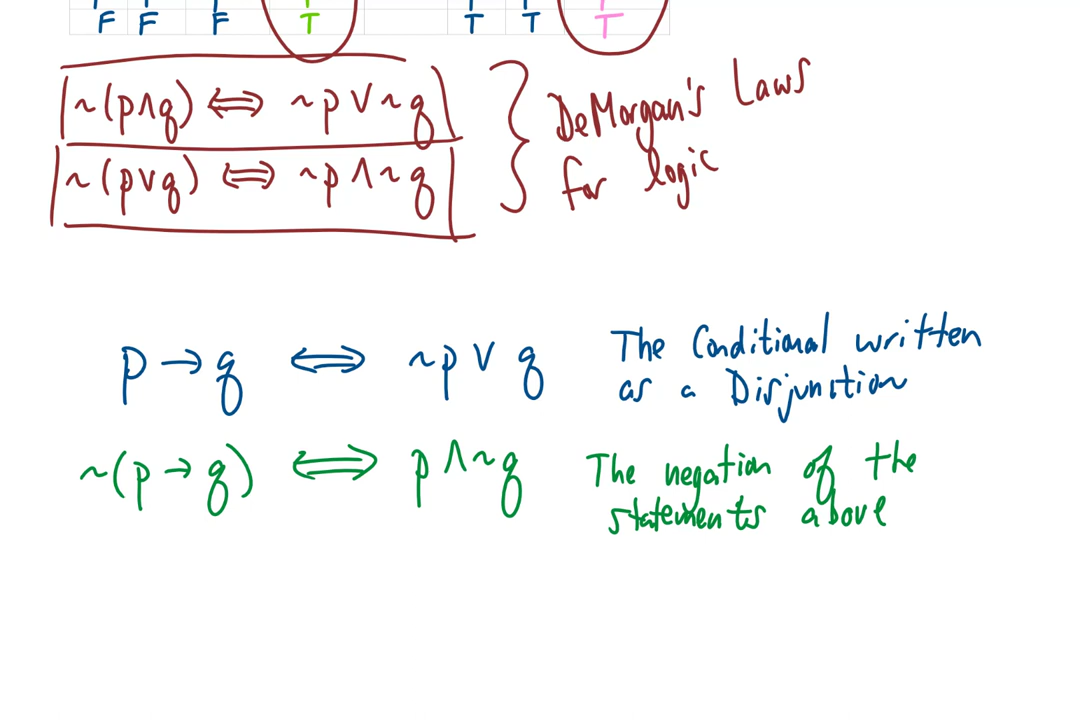 F F F T T T T
~(p∧q) ⟺ ~p ∨ ~q
DeMorgan's Laws
~(p∨q) ⟺ ~p ∧ ~q
for logic
p → q ⟺ ~p ∨ q The Conditional written
as a Disjunction
~(p → q) ⟺ p ∧ ~q The negation of the
statements above